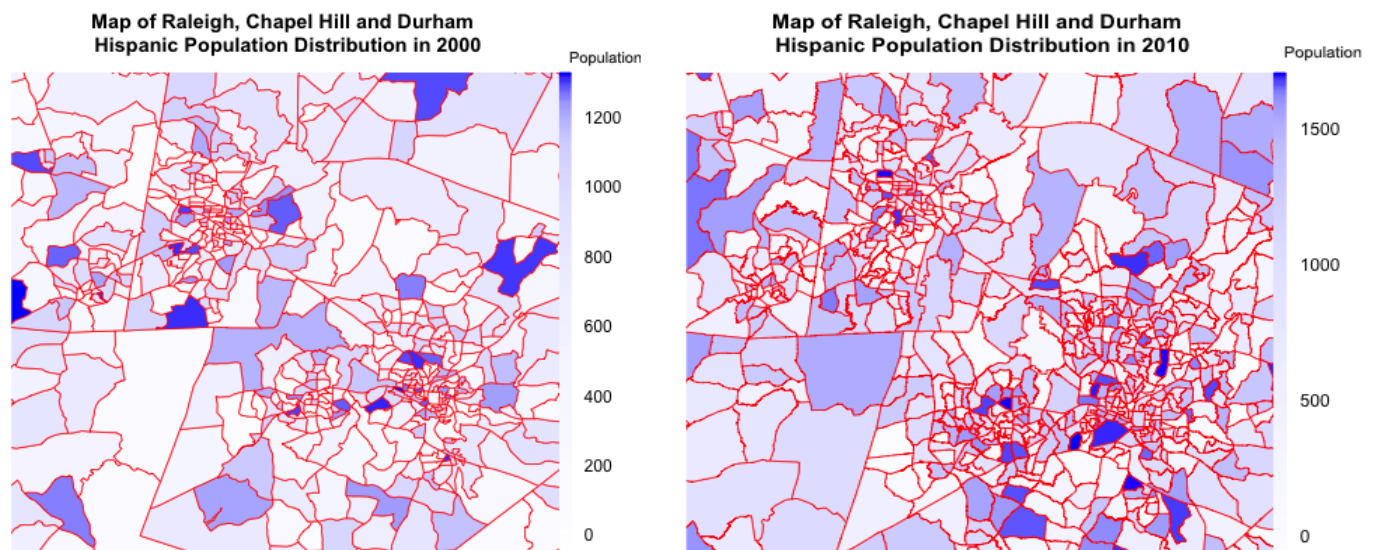 Map of Raleigh, Chapel Hill and Durham
Hispanic Population Distribution in 2000
Population
1200
1000
800
600
400
200
0
Map of Raleigh, Chapel Hill and Durham
Hispanic Population Distribution in 2010
Population
1500
1000
500
0